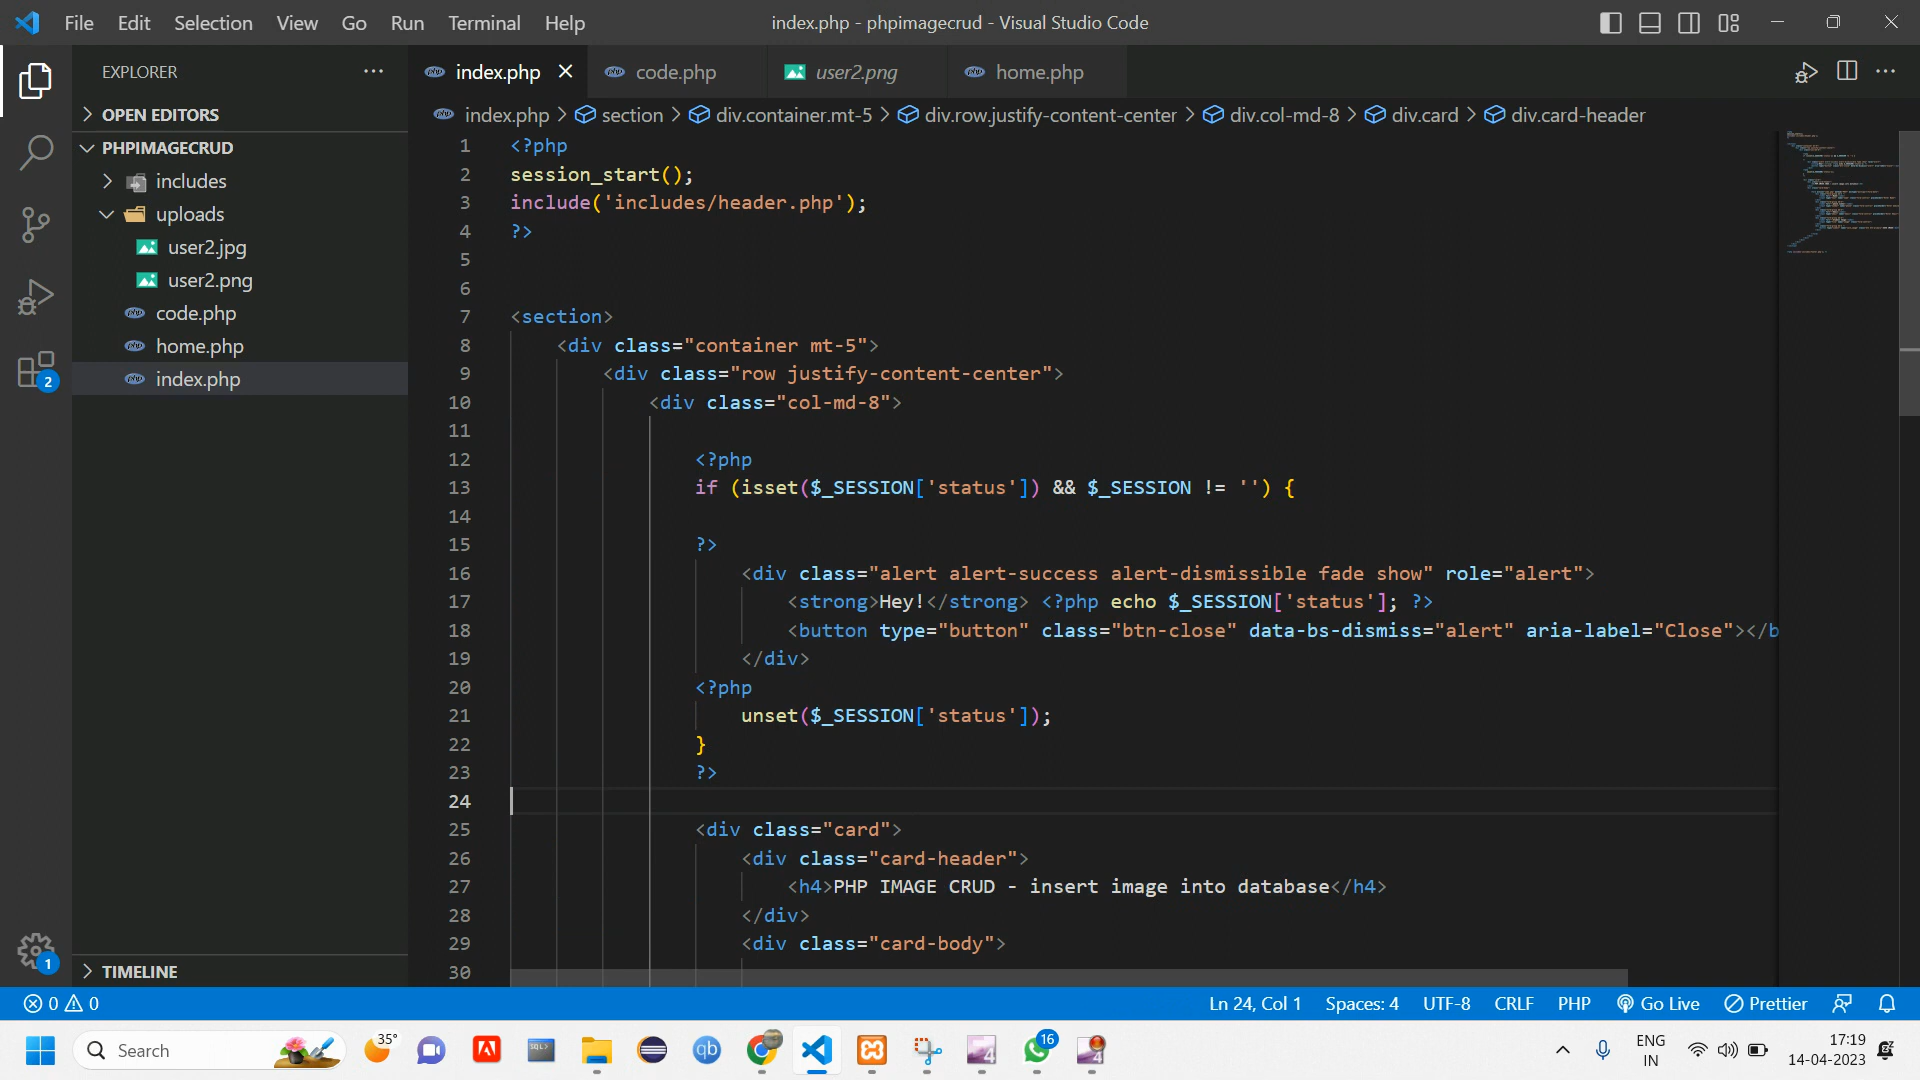 File Edit Selection View Go Run Terminal Help
index.php - phpimagecrud - Visual Studio Code
EXPLORER
OPEN EDITORS
PHPIMAGECRUD
includes
uploads
user2.jpg
user2.png
code.php
home.php
index.php
TIMELINE
index.php code.php user2.png home.php
index.php > section > div.container.mt-5 > div.row.justify-content-center > div.col-md-8 > div.card > div.card-header
1 <?php
2 session_start();
3 include('includes/header.php');
4 ?>
5
6
7 <section>
8 <div class="container mt-5">
9 <div class="row justify-content-center">
10 <div class="col-md-8">
11
12 <?php
13 if (isset($_SESSION['status']) && $_SESSION != '') {
14
15 ?>
16 <div class="alert alert-success alert-dismissible fade show" role="alert">
17 <strong>Hey!</strong> <?php echo $_SESSION['status']; ?>
18 <button type="button" class="btn-close" data-bs-dismiss="alert" aria-label="Close"></b
19 </div>
20 <?php
21 unset($_SESSION['status']);
22 }
23 ?>
24
25 <div class="card">
26 <div class="card-header">
27 <h4>PHP IMAGE CRUD - insert image into database</h4>
28 </div>
29 <div class="card-body">
30
2
1
0 0
Ln 24, Col 1 Spaces: 4 UTF-8 CRLF PHP Go Live Prettier
Search
35°
SQL
qb
4
16
4
ENG
IN
17:19
14-04-2023